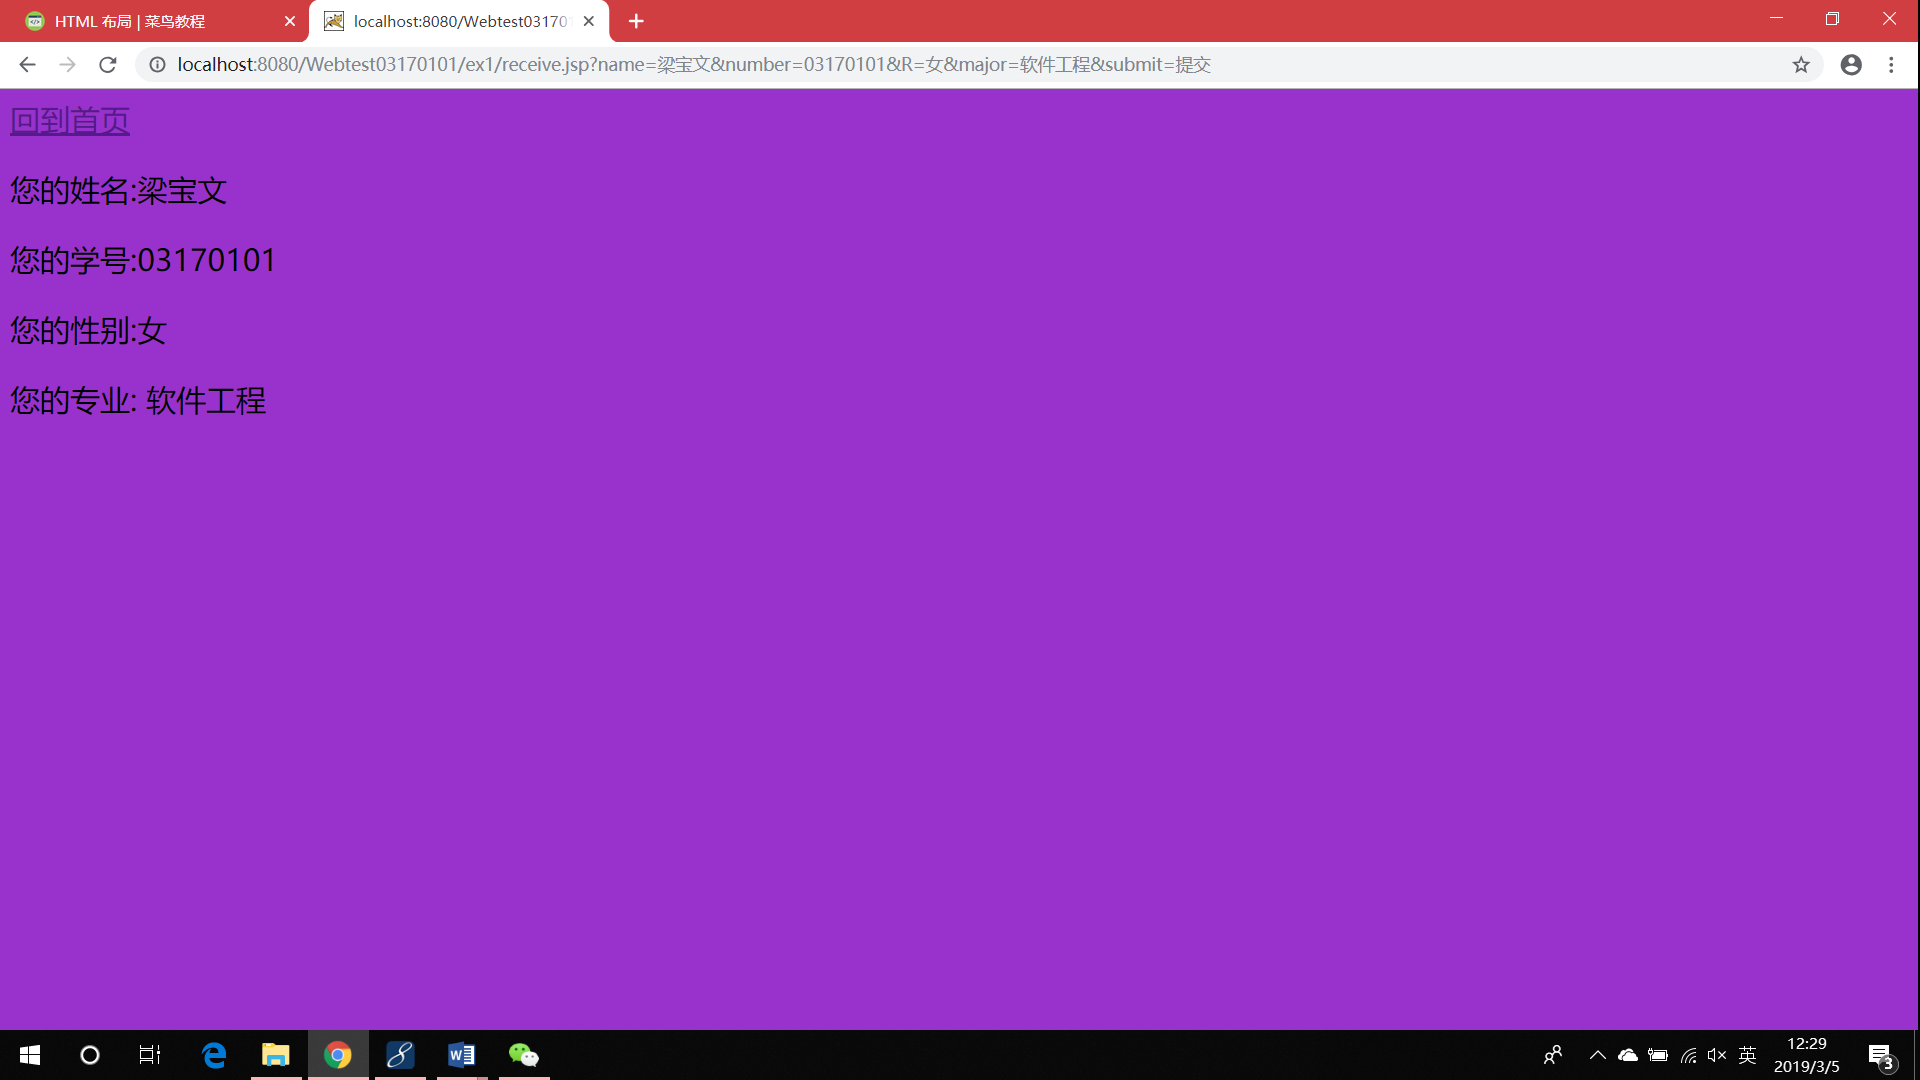 HTML 布局 | 菜鸟教程
localhost:8080/Webtest03170
localhost:8080/Webtest03170101/ex1/receive.jsp?name=梁宝文&number=03170101&R=女&major=软件工程&submit=提交
回到首页
您的姓名:梁宝文
您的学号:03170101
您的性别:女
您的专业: 软件工程
英
12:29
2019/3/5
3